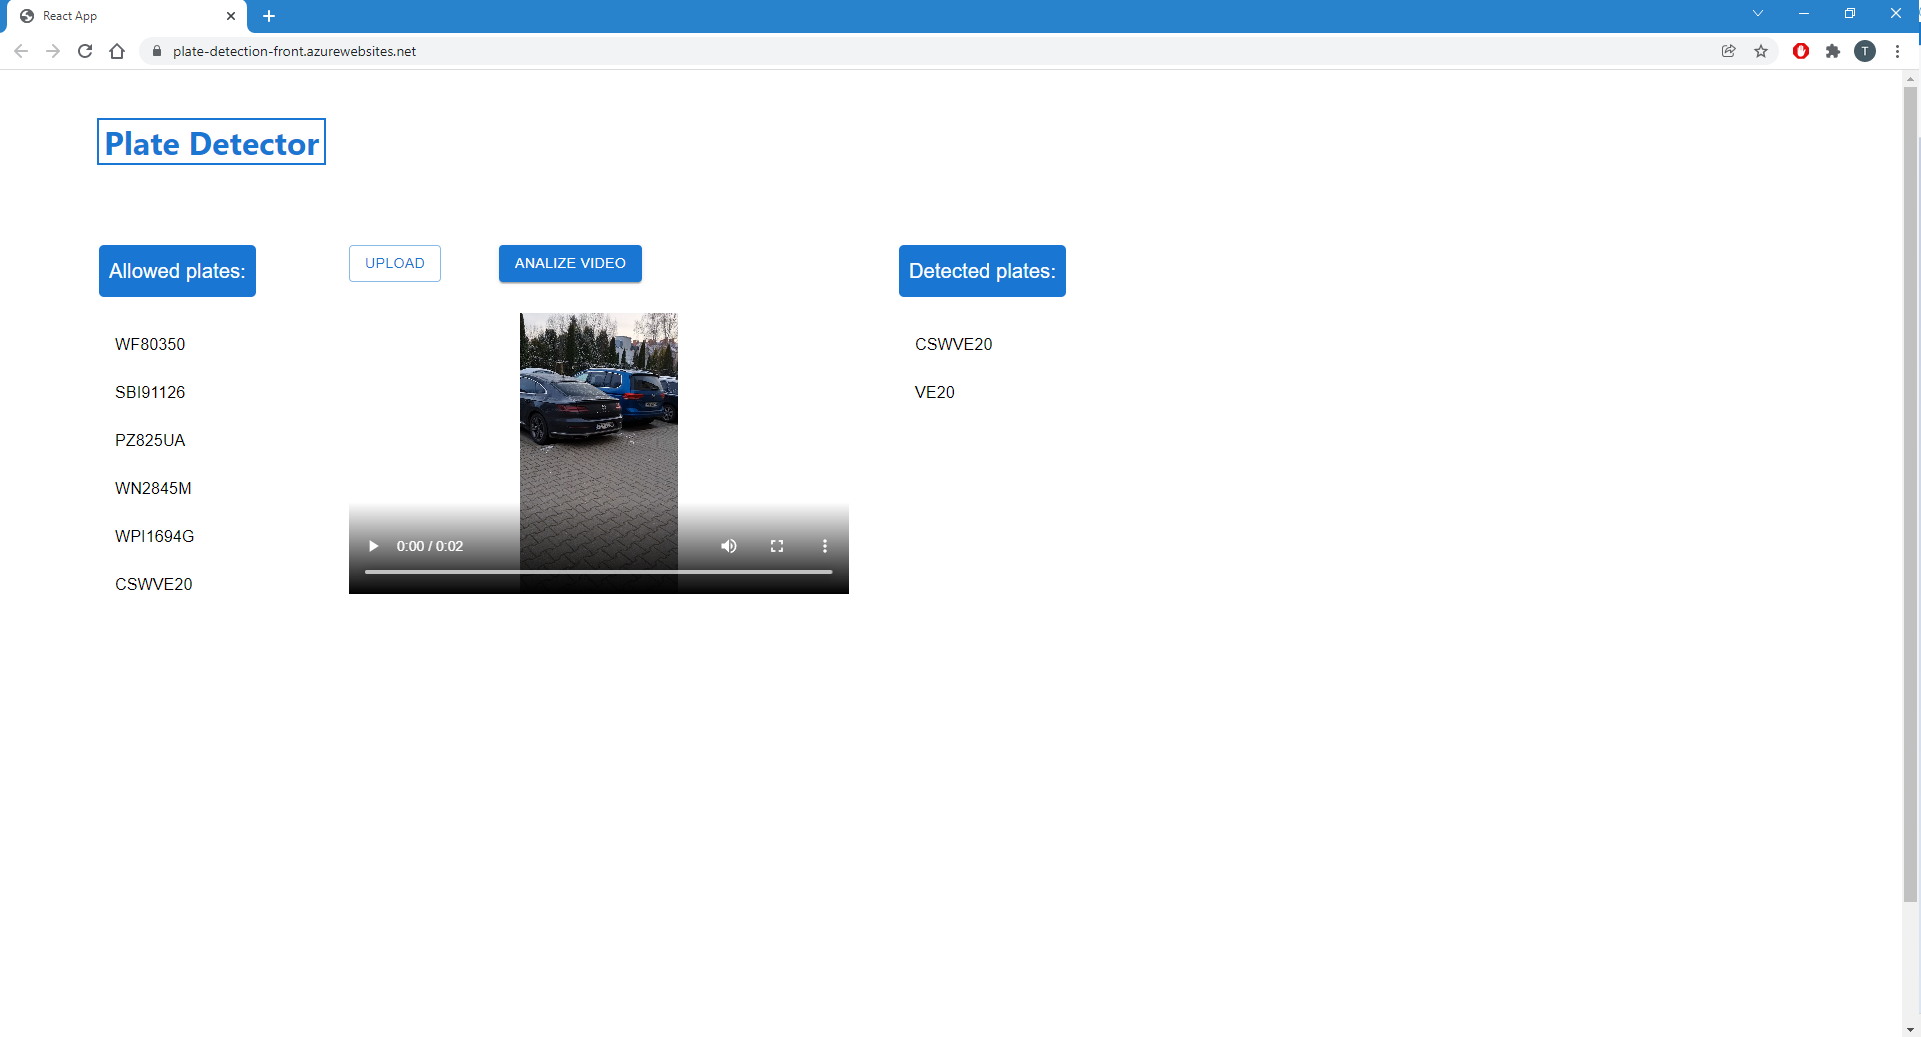 React App
plate-detection-front.azurewebsites.net
T
Plate Detector
Allowed plates:
UPLOAD
ANALIZE VIDEO
Detected plates:
WF80350
SBI91126
PZ825UA
WN2845M
WPI1694G
CSWVE20
0:00 / 0:02
CSWVE20
VE20